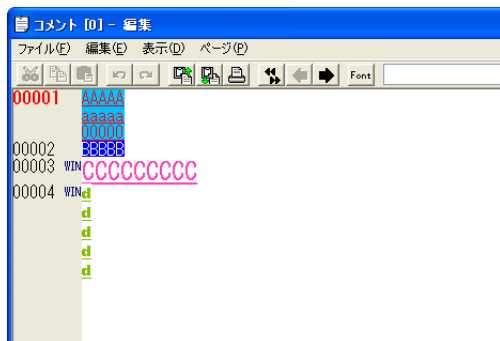 コメント [0] - 編集
ファイル(F) 編集(E) 表示(D) ページ(P)
Font
00001 AAAAA
aaaaa
00000
00002 BBBBB
00003 WIN CCCCCCCCC
00004 WIN d
d
d
d
d